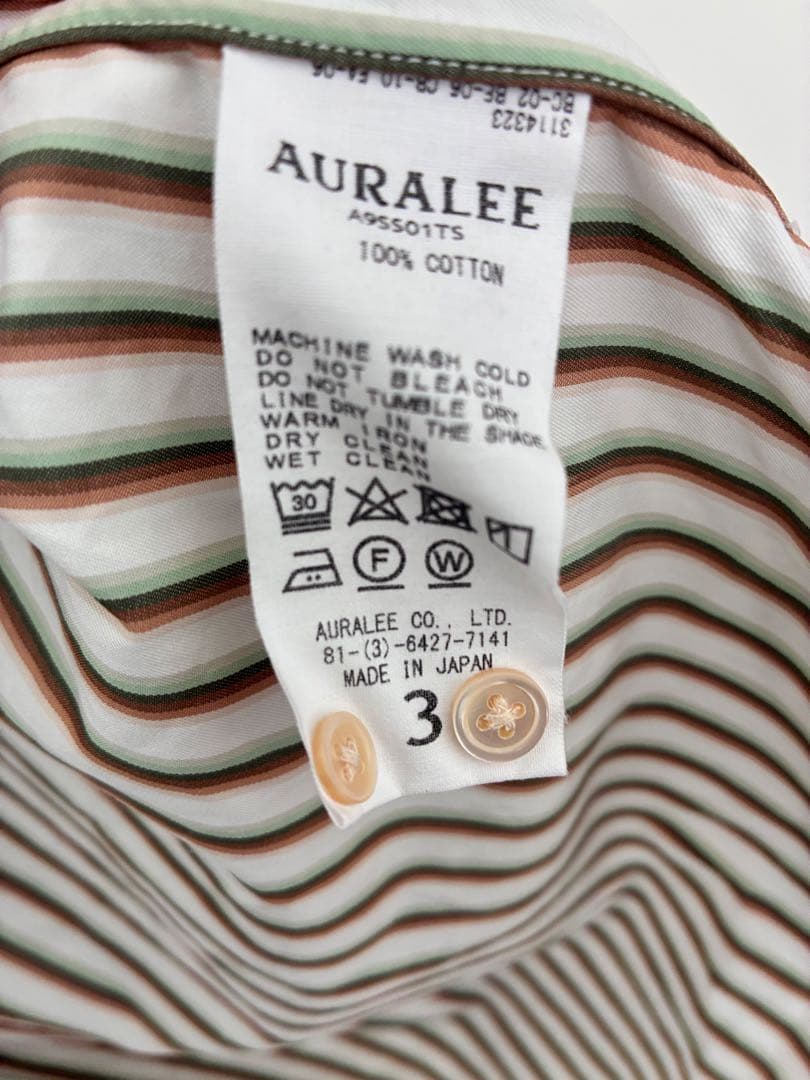 BC-02 BE-06 CB-10 EA-06
3114323
AURALEE
A9SS01TS
100% COTTON
MACHINE WASH COLD
DO NOT BLEACH
DO NOT TUMBLE DRY
LINE DRY IN THE SHADE
WARM IRON
DRY CLEAN
WET CLEAN
30
F W
AURALEE CO., LTD.
81-(3)-6427-7141
MADE IN JAPAN
3